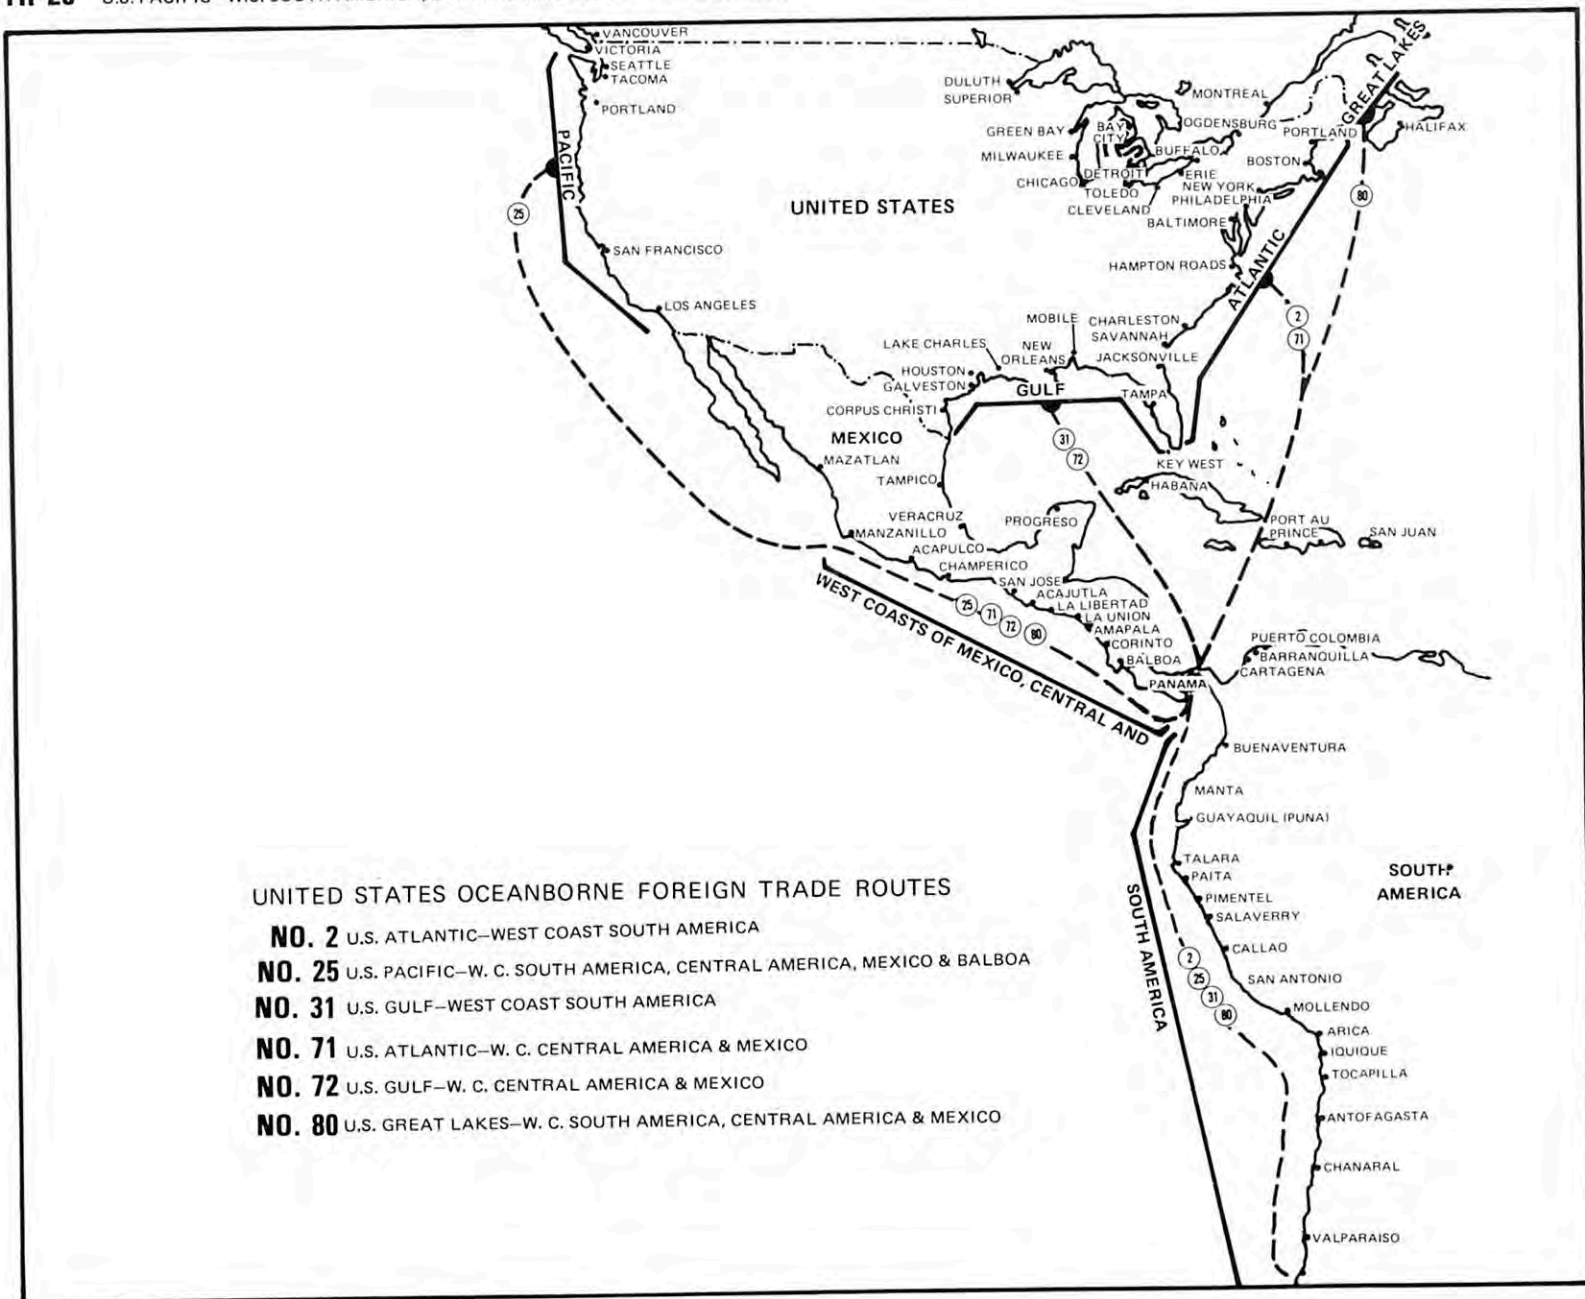 VANCOUVER
VICTORIA
SEATTLE
TACOMA
PORTLAND
PACIFIC
25
SAN FRANCISCO
LOS ANGELES
UNITED STATES
DULUTH
SUPERIOR
GREEN BAY
MILWAUKEE
CHICAGO
BAY
CITY
DETROIT
TOLEDO
CLEVELAND
BUFFALO
ERIE
MONTREAL
OGDENSBURG
PORTLAND
BOSTON
NEW YORK
PHILADELPHIA
BALTIMORE
HAMPTON ROADS
GREAT LAKES
HALIFAX
80
ATLANTIC
2
71
MOBILE
CHARLESTON
SAVANNAH
LAKE CHARLES
NEW
ORLEANS
JACKSONVILLE
HOUSTON
GALVESTON
GULF
TAMPA
CORPUS CHRISTI
MEXICO
31
72
KEY WEST
HABANA
MAZATLAN
TAMPICO
VERACRUZ
PROGRESO
MANZANILLO
ACAPULCO
CHAMPERICO
SAN JOSE
ACAJUTLA
LA LIBERTAD
LA UNION
AMAPALA
CORINTO
BALBOA
PANAMA
PORT AU
PRINCE
SAN JUAN
25
71
72
80
WEST COASTS OF MEXICO, CENTRAL AND
PUERTO COLOMBIA
BARRANQUILLA
CARTAGENA
BUENAVENTURA
MANTA
GUAYAQUIL (PUNA)
TALARA
PAITA
PIMENTEL
SALAVERRY
CALLAO
SAN ANTONIO
MOLLENDO
ARICA
IQUIQUE
TOCAPILLA
ANTOFAGASTA
CHANARAL
VALPARAISO
SOUTH
AMERICA
SOUTH AMERICA
2
25
31
80
UNITED STATES OCEANBORNE FOREIGN TRADE ROUTES
NO. 2 U.S. ATLANTIC–WEST COAST SOUTH AMERICA
NO. 25 U.S. PACIFIC–W. C. SOUTH AMERICA, CENTRAL AMERICA, MEXICO & BALBOA
NO. 31 U.S. GULF–WEST COAST SOUTH AMERICA
NO. 71 U.S. ATLANTIC–W. C. CENTRAL AMERICA & MEXICO
NO. 72 U.S. GULF–W. C. CENTRAL AMERICA & MEXICO
NO. 80 U.S. GREAT LAKES–W. C. SOUTH AMERICA, CENTRAL AMERICA & MEXICO